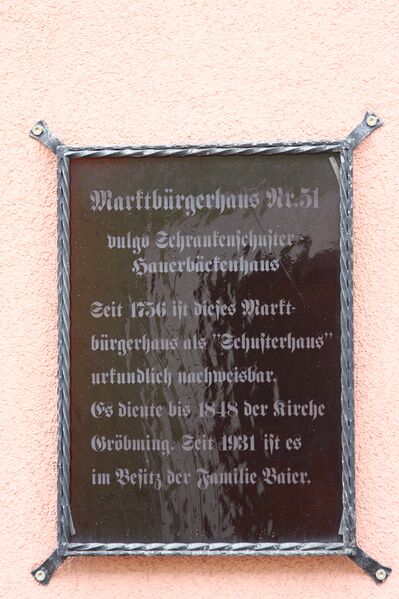 Marktbürgerhaus Nr. 51
vulgo Schrankenschuster-
Hauerbäckenhaus
Seit 1756 ist dieses Markt-
bürgerhaus als "Schusterhaus"
urkundlich nachweisbar.
Es diente bis 1848 der Kirche
Gröbming. Seit 1931 ist es
im Besitz der Familie Baier.